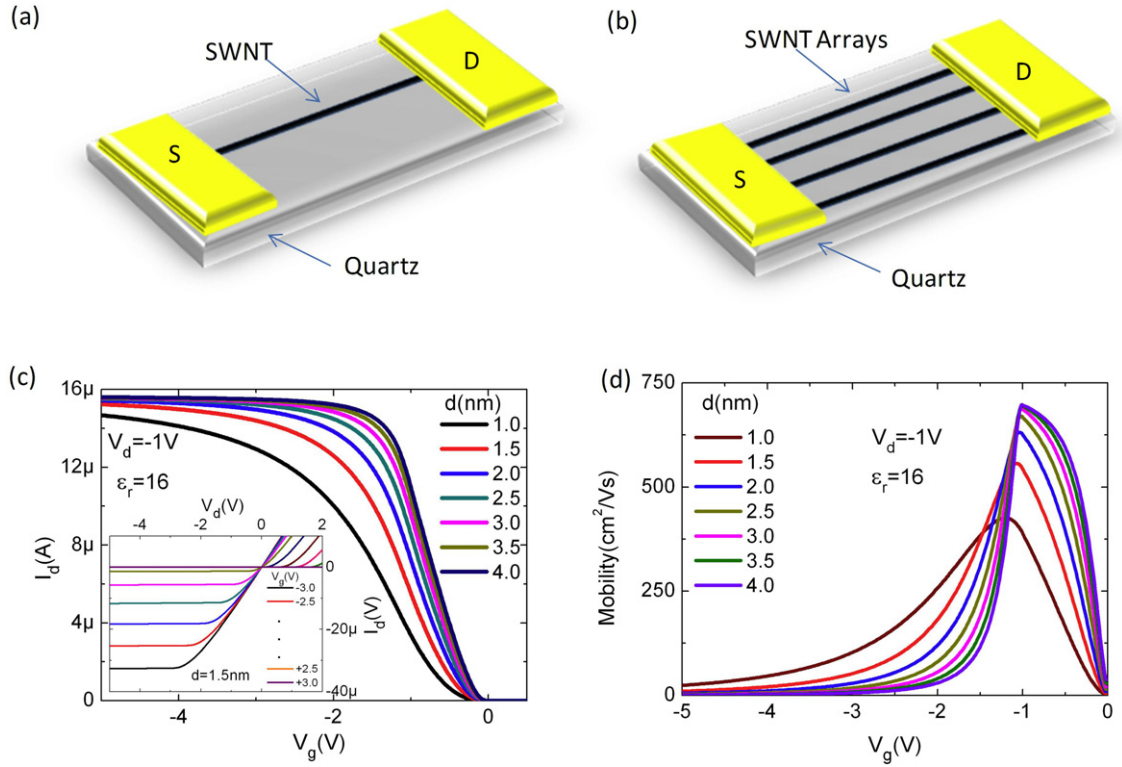 (a)
SWNT
D
S
Quartz
(b)
SWNT Arrays
D
S
Quartz
(c)
16µ
12µ
8µ
4µ
0
I_d(A)
-4
-2
0
V_g(V)
V_d=-1V
ε_r=16
d(nm)
1.0
1.5
2.0
2.5
3.0
3.5
4.0
V_d(V)
-4
-2
0
2
V_g(V)
-3.0
-2.5
+2.5
+3.0
d=1.5nm
0
-20µ
-40µ
I_d(V)
(d)
750
500
250
0
Mobility(cm²/Vs)
-5
-4
-3
-2
-1
0
V_g(V)
d(nm)
1.0
1.5
2.0
2.5
3.0
3.5
4.0
V_d=-1V
ε_r=16